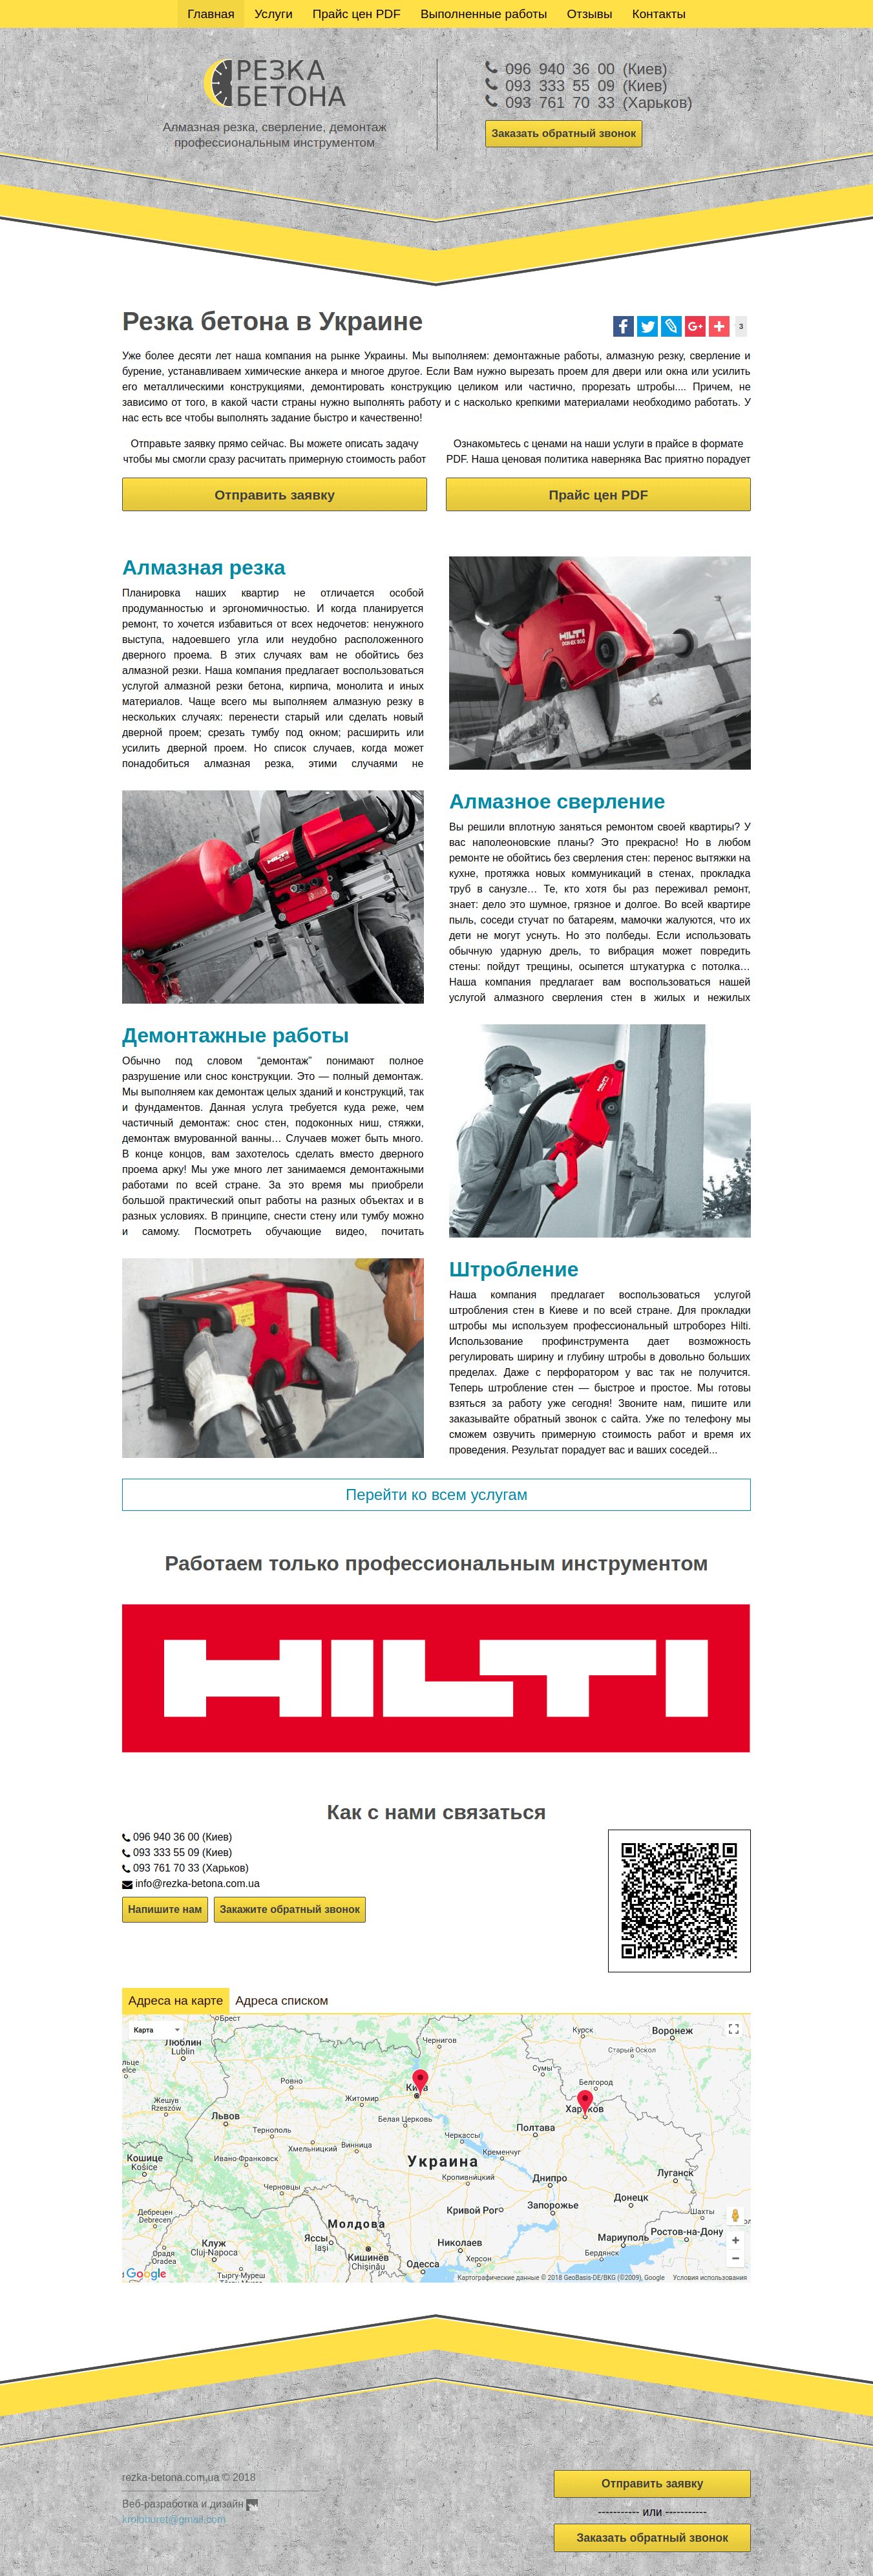 Главная Услуги Прайс цен PDF Выполненные работы Отзывы Контакты
РЕЗКА
БЕТОНА
Алмазная резка, сверление, демонтаж
профессиональным инструментом
096 940 36 00 (Киев)
093 333 55 09 (Киев)
093 761 70 33 (Харьков)
Заказать обратный звонок
Резка бетона в Украине
3
Уже более десяти лет наша компания на рынке Украины. Мы выполняем: демонтажные работы, алмазную резку, сверление и
бурение, устанавливаем химические анкера и многое другое. Если Вам нужно вырезать проем для двери или окна или усилить
его металлическими конструкциями, демонтировать конструкцию целиком или частично, прорезать штробы.... Причем, не
зависимо от того, в какой части страны нужно выполнять работу и с насколько крепкими материалами необходимо работать. У
нас есть все чтобы выполнять задание быстро и качественно!
Отправьте заявку прямо сейчас. Вы можете описать задачу
чтобы мы смогли сразу расчитать примерную стоимость работ
Отправить заявку
Ознакомьтесь с ценами на наши услуги в прайсе в формате
PDF. Наша ценовая политика наверняка Вас приятно порадует
Прайс цен PDF
Алмазная резка
Планировка наших квартир не отличается особой
продуманностью и эргономичностью. И когда планируется
ремонт, то хочется избавиться от всех недочетов: ненужного
выступа, надоевшего угла или неудобно расположенного
дверного проема. В этих случаях вам не обойтись без
алмазной резки. Наша компания предлагает воспользоваться
услугой алмазной резки бетона, кирпича, монолита и иных
материалов. Чаще всего мы выполняем алмазную резку в
нескольких случаях: перенести старый или сделать новый
дверной проем; срезать тумбу под окном; расширить или
усилить дверной проем. Но список случаев, когда может
понадобиться алмазная резка, этими случаями не
HILTI
HILTI
Алмазное сверление
Вы решили вплотную заняться ремонтом своей квартиры? У
вас наполеоновские планы? Это прекрасно! Но в любом
ремонте не обойтись без сверления стен: перенос вытяжки на
кухне, протяжка новых коммуникаций в стенах, прокладка
труб в санузле… Те, кто хотя бы раз переживал ремонт,
знает: дело это шумное, грязное и долгое. Во всей квартире
пыль, соседи стучат по батареям, мамочки жалуются, что их
дети не могут уснуть. Но это полбеды. Если использовать
обычную ударную дрель, то вибрация может повредить
стены: пойдут трещины, осыпется штукатурка с потолка…
Наша компания предлагает вам воспользоваться нашей
услугой алмазного сверления стен в жилых и нежилых
Демонтажные работы
Обычно под словом “демонтаж” понимают полное
разрушение или снос конструкции. Это — полный демонтаж.
Мы выполняем как демонтаж целых зданий и конструкций, так
и фундаментов. Данная услуга требуется куда реже, чем
частичный демонтаж: снос стен, подоконных ниш, стяжки,
демонтаж вмурованной ванны… Случаев может быть много.
В конце концов, вам захотелось сделать вместо дверного
проема арку! Мы уже много лет занимаемся демонтажными
работами по всей стране. За это время мы приобрели
большой практический опыт работы на разных объектах и в
разных условиях. В принципе, снести стену или тумбу можно
и самому. Посмотреть обучающие видео, почитать
HILTI
Штробление
Наша компания предлагает воспользоваться услугой
штробления стен в Киеве и по всей стране. Для прокладки
штробы мы используем профессиональный штроборез Hilti.
Использование профинструмента дает возможность
регулировать ширину и глубину штробы в довольно больших
пределах. Даже с перфоратором у вас так не получится.
Теперь штробление стен — быстрое и простое. Мы готовы
взяться за работу уже сегодня! Звоните нам, пишите или
заказывайте обратный звонок с сайта. Уже по телефону мы
сможем озвучить примерную стоимость работ и время их
проведения. Результат порадует вас и ваших соседей...
Перейти ко всем услугам
Работаем только профессиональным инструментом
HILTI
Как с нами связаться
096 940 36 00 (Киев)
093 333 55 09 (Киев)
093 761 70 33 (Харьков)
info@rezka-betona.com.ua
Напишите нам Закажите обратный звонок
Адреса на карте Адреса списком
Карта
Брест
Люблин
Lublin
Чернигов
Курск
Воронеж
Старый Оскол
Сумы
Белгород
Ровно
Житомир
Жешув
Rzeszów
Львов
Тернополь
Хмельницкий
Винница
Белая Церковь
Черкассы
Полтава
Кременчуг
Украина
Кошице
Košice
Ивано-Франковск
Черновцы
Кропивницкий
Днипро
Луганск
Донецк
Запорожье
Кривой Рог
Шахты
Дебрецен
Debrecen
Молдова
Яссы
Iași
Кишинёв
Chișinău
Николаев
Мариуполь
Ростов-на-Дону
Бердянск
Херсон
Одесса
Клуж
Cluj-Napoca
Орадя
Oradea
Тыргу-Муреш
Google
Картографические данные © 2018 GeoBasis-DE/BKG (©2009), Google Условия использования
rezka-betona.com.ua © 2018
Веб-разработка и дизайн
kroloburet@gmail.com
Отправить заявку
----------- или -----------
Заказать обратный звонок